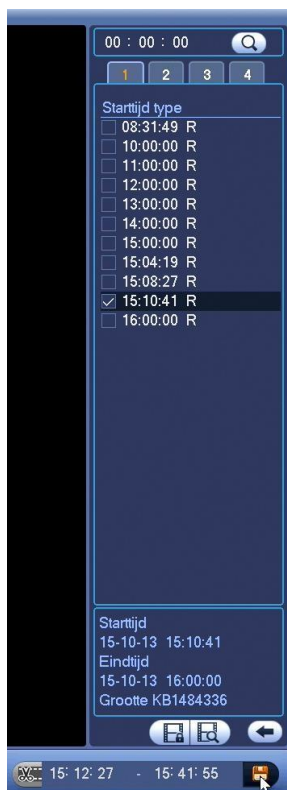 00 : 00 : 00
1 2 3 4
Starttijd type
08:31:49 R
10:00:00 R
11:00:00 R
12:00:00 R
13:00:00 R
14:00:00 R
15:00:00 R
15:04:19 R
15:08:27 R
15:10:41 R
16:00:00 R
Starttijd
15-10-13 15:10:41
Eindtijd
15-10-13 16:00:00
Grootte KB1484336
15: 12: 27 - 15: 41: 55